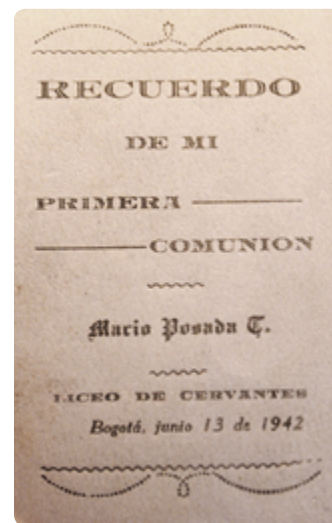 RECUERDO
DE MI
PRIMERA
COMUNION
Mario Posada T.
LICEO DE CERVANTES
Bogotá, junio 13 de 1942